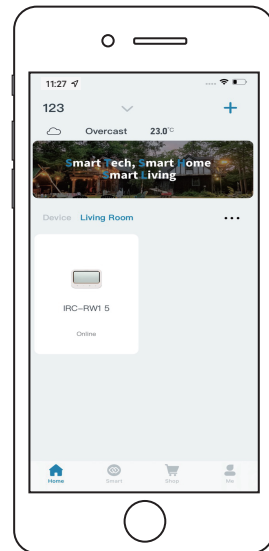 11:27
123
Overcast 23.0°C
Smart Tech, Smart Home
Smart Living
Device Living Room
IRC-RW1 5
Online
Home Smart Shop Me